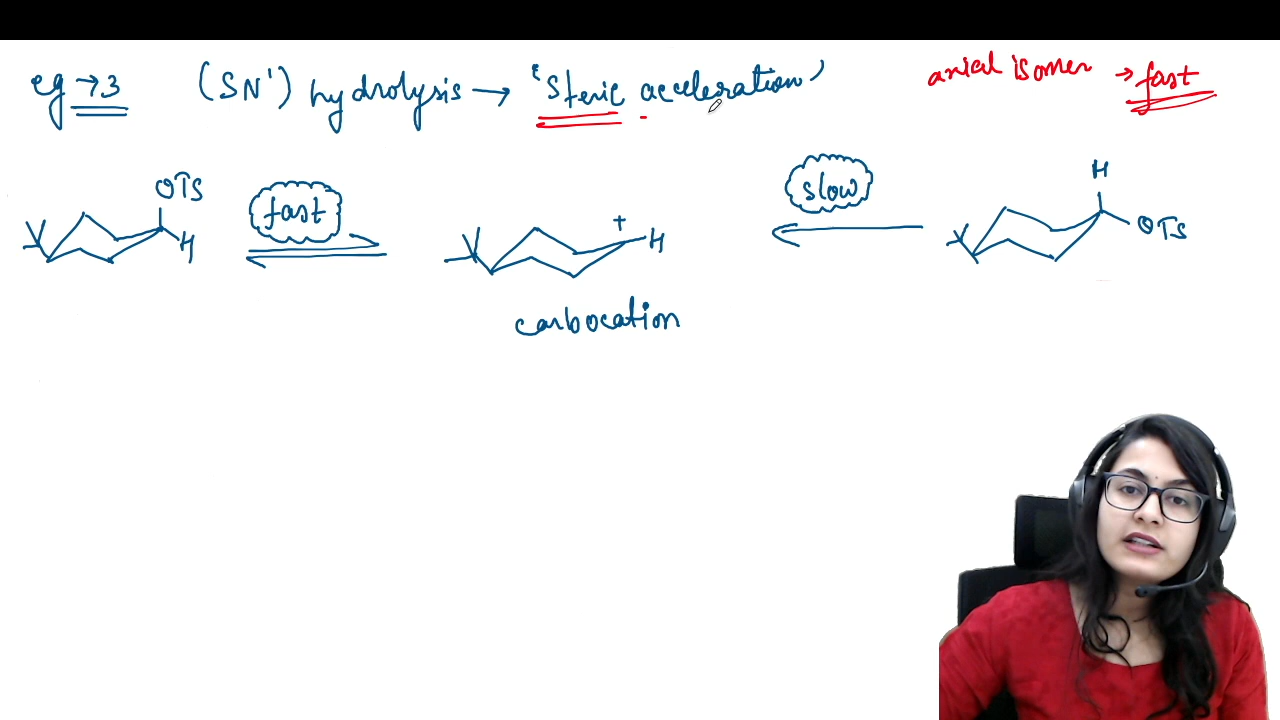 eg → 3 (SN') hydrolysis → 'Steric acceleration' axial isomer → fast
OTS fast + H carbocation slow H OTS
H